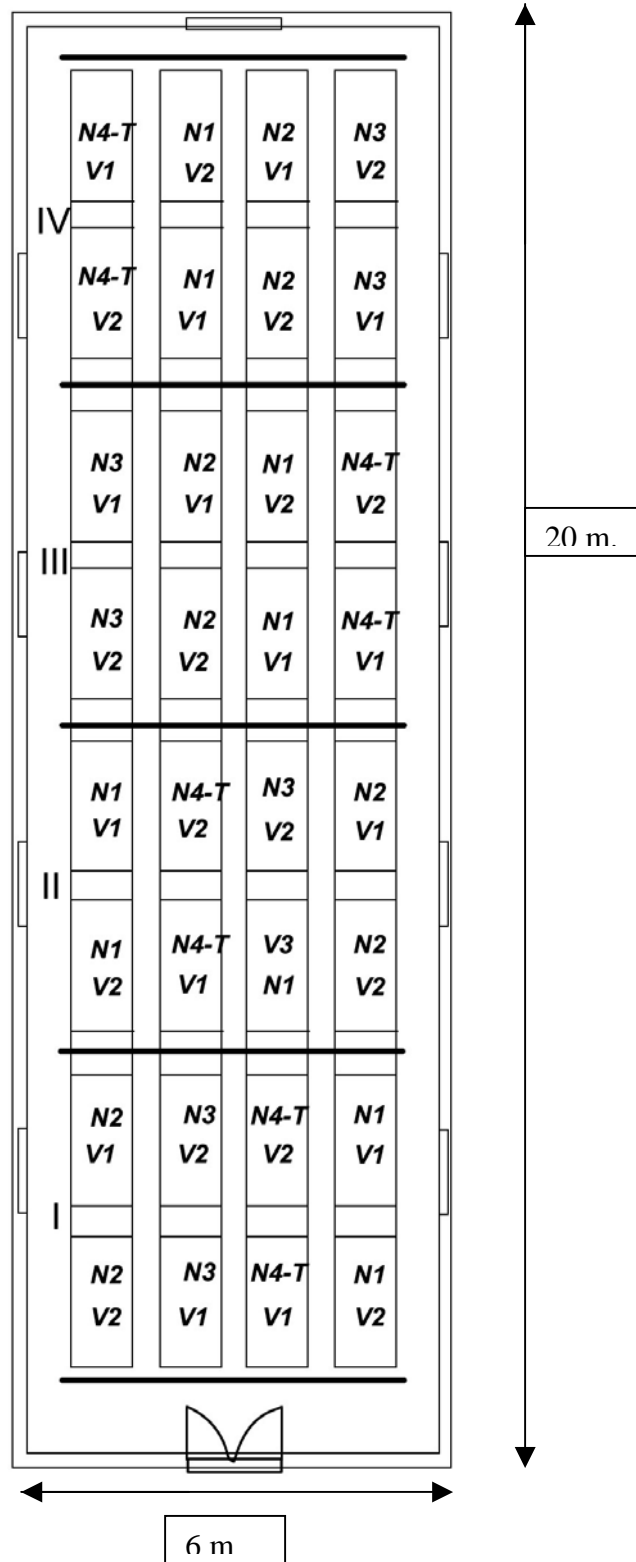 N4-T N1 N2 N3
V1 V2 V1 V2
IV
N4-T N1 N2 N3
V2 V1 V2 V1
N3 N2 N1 N4-T
V1 V1 V2 V2
20 m.
III
N3 N2 N1 N4-T
V2 V2 V1 V1
N1 N4-T N3 N2
V1 V2 V2 V1
II
N1 N4-T V3 N2
V2 V1 N1 V2
N2 N3 N4-T N1
V1 V2 V2 V1
I
N2 N3 N4-T N1
V2 V1 V1 V2
6 m